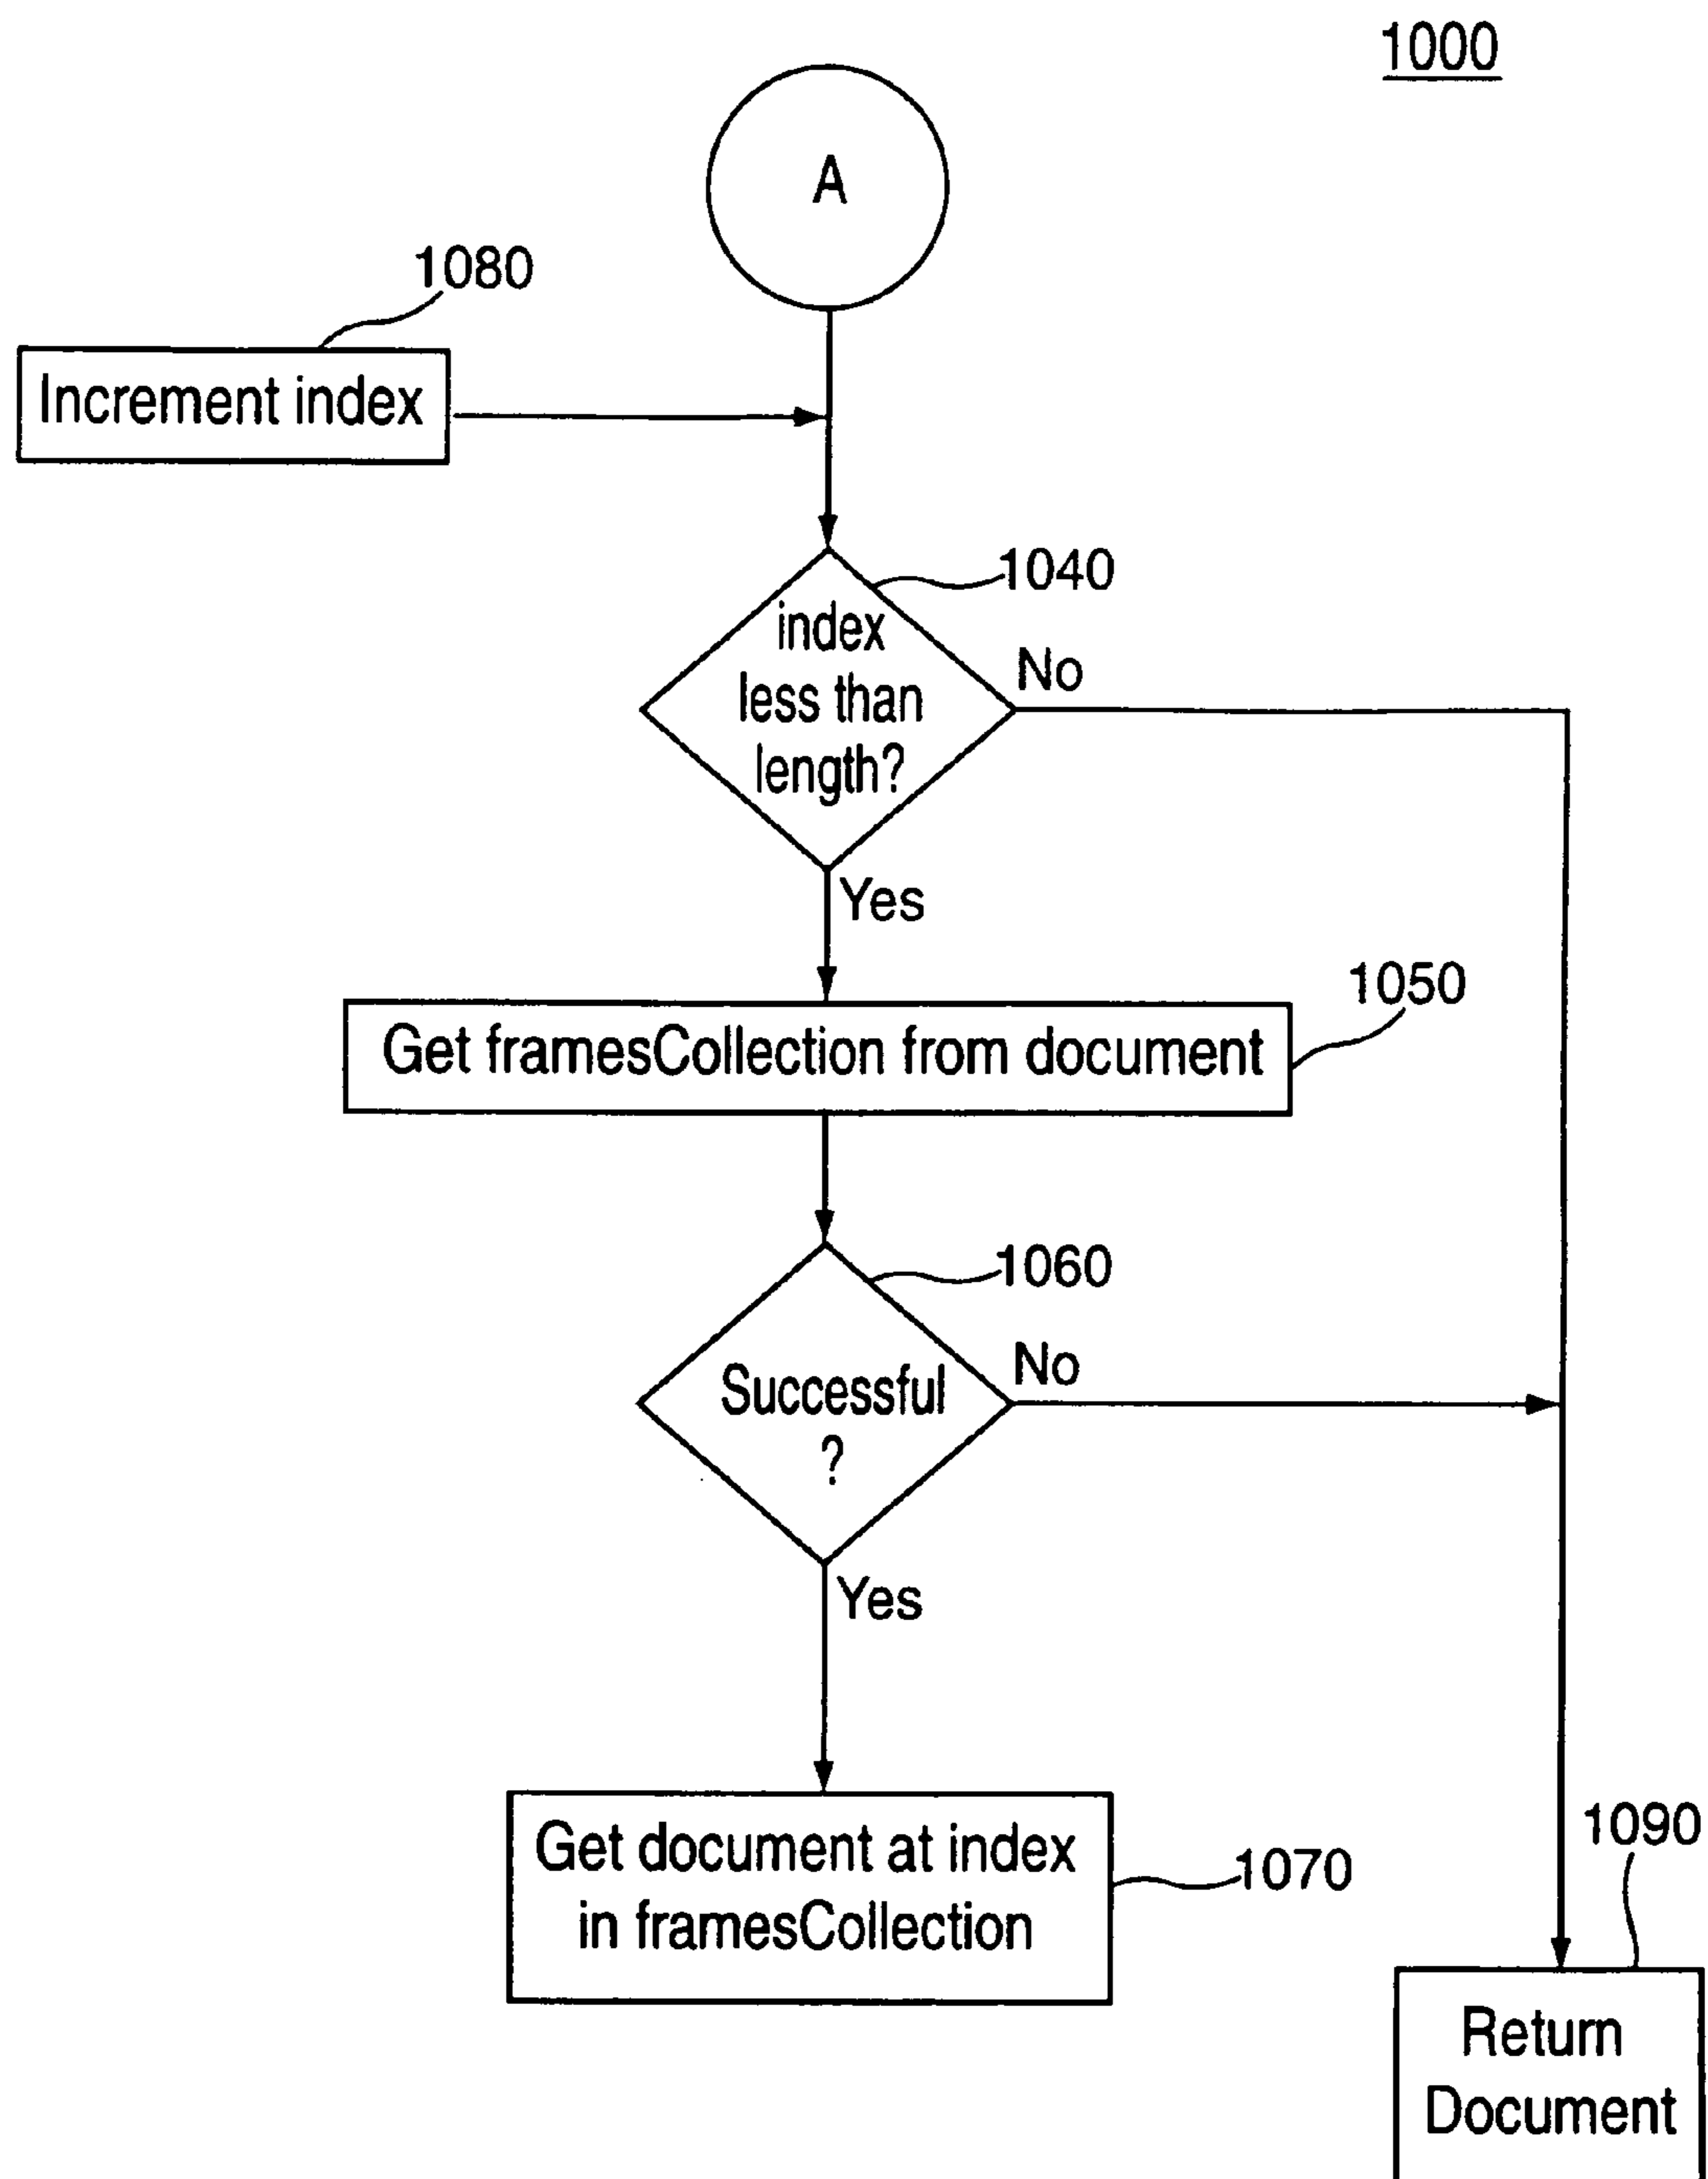 1000
A
1080
Increment index
1040
index
less than
length?
No
Yes
1050
Get framesCollection from document
1060
No
Successful
?
Yes
Get document at index
in framesCollection
1070
1090
Return
Document